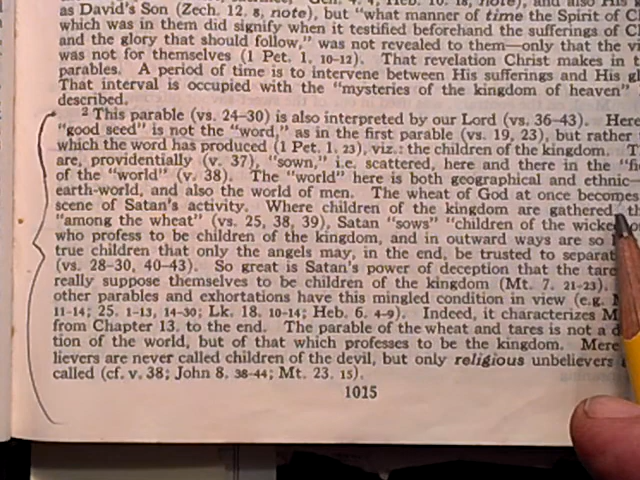 as David's Son (Zech. 12. 8, note), but "what manner of time the Spirit of
which was in them did signify when it testified beforehand the sufferings of
and the glory that should follow," was not revealed to them—only that the
was not for themselves (1 Pet. 1. 10-12). That revelation Christ makes in
parables. A period of time is to intervene between His sufferings and His
That interval is occupied with the "mysteries of the kingdom of heaven"
described.
2 This parable (vs. 24-30) is also interpreted by our Lord (vs. 36-43). Here
"good seed" is not the "word," as in the first parable (vs. 19, 23), but rather
which the word has produced (1 Pet. 1. 23), viz.: the children of the kingdom.
are, providentially (v. 37), "sown," i.e. scattered, here and there in the
of the "world" (v. 38). The "world" here is both geographical and ethnic—
earth-world, and also the world of men. The wheat of God at once becomes
scene of Satan's activity. Where children of the kingdom are gathered,
"among the wheat" (vs. 25, 38, 39), Satan "sows" "children of the
who profess to be children of the kingdom, and in outward ways are so
true children that only the angels may, in the end, be trusted to
(vs. 28-30, 40-43). So great is Satan's power of deception that the
really suppose themselves to be children of the kingdom (Mt. 7. 21-23).
other parables and exhortations have this mingled condition in view (e.g.
11-14; 25. 1-13, 14-30; Lk. 18. 10-14; Heb. 6. 4-9). Indeed, it characterizes
from Chapter 13. to the end. The parable of the wheat and tares is not a
tion of the world, but of that which professes to be the kingdom. Mere
lievers are never called children of the devil, but only religious unbelievers
called (cf. v. 38; John 8. 38-44; Mt. 23. 15).
1015